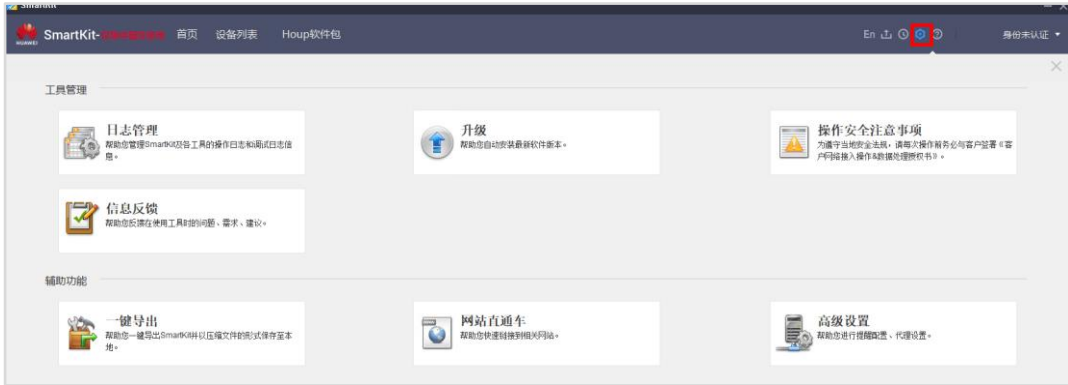 SmartKit
HUAWEI SmartKit- 首页 设备列表 Houp软件包 En 身份未认证
工具管理
日志管理
帮助您管理SmartKit及各工具的操作日志和调试日志信
息。
升级
帮助您自动安装最新软件版本。
操作安全注意事项
为遵守当地安全法规，请每次操作前务必与客户签署《客
户网络接入操作&数据处理授权书》。
信息反馈
帮助您反馈在使用工具时的问题、需求、建议。
辅助功能
一键导出
帮助您一键导出SmartKit并以压缩文件的形式保存至本
地。
网站直通车
帮助您快速链接到相关网站。
高级设置
帮助您进行提醒配置、代理设置。